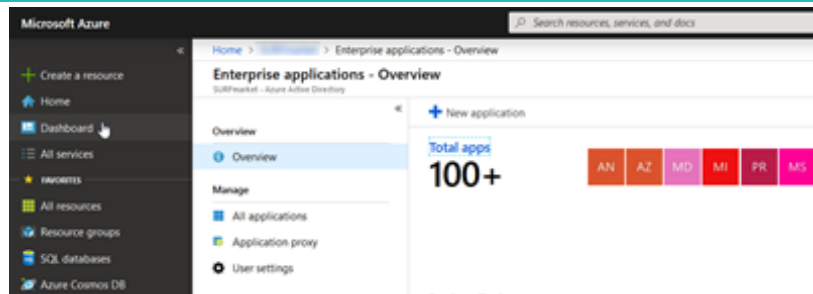 Microsoft Azure
Search resources, services, and docs
«
Create a resource
Home
Dashboard
All services
FAVORITES
All resources
Resource groups
SQL databases
Azure Cosmos DB
Home > > Enterprise applications - Overview
Enterprise applications - Overview
SURFmarket - Azure Active Directory
«
Overview
Overview
Manage
All applications
Application proxy
User settings
New application
Total apps
100+
AN AZ MD MI PR MS